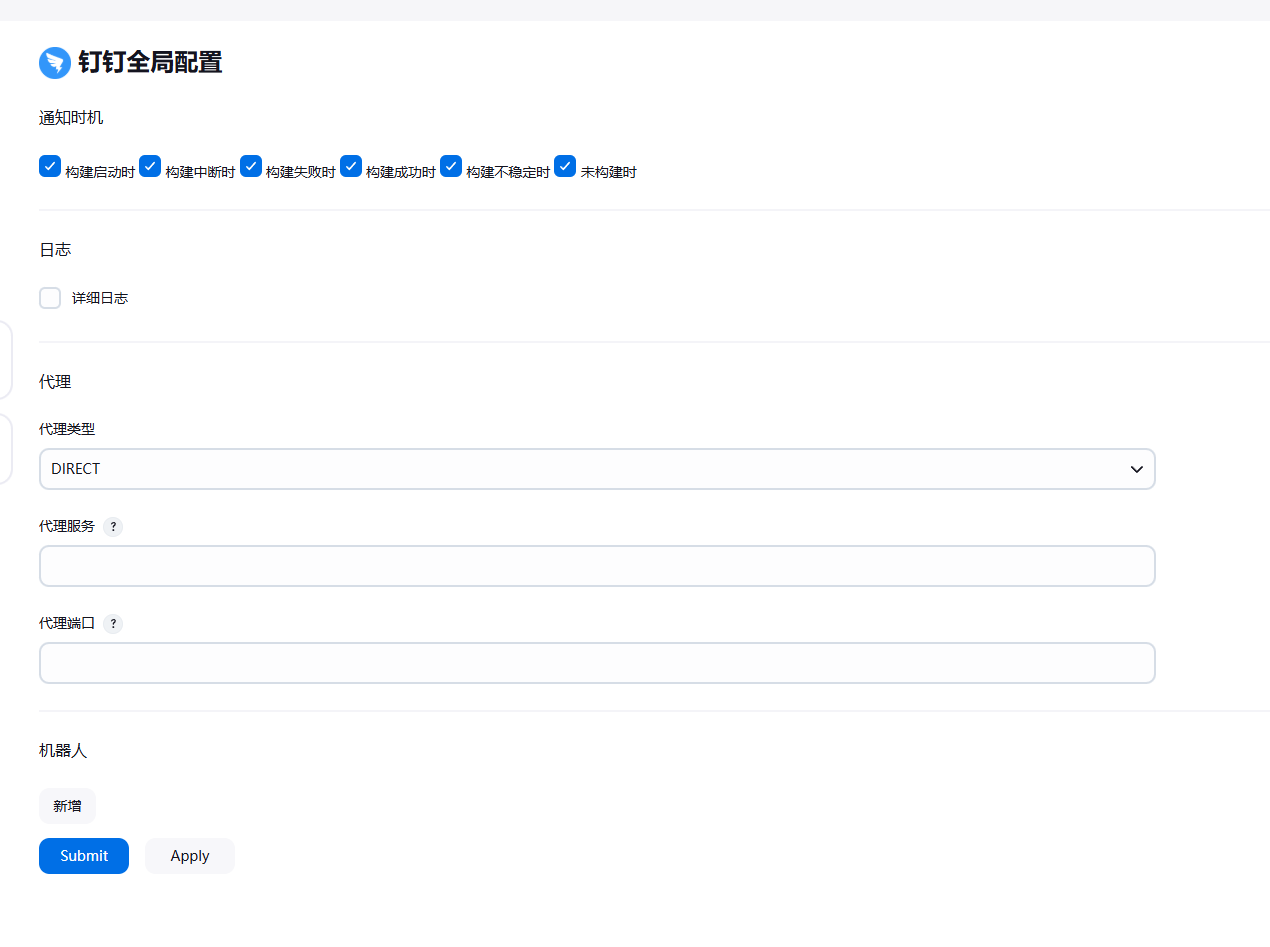 钉钉全局配置
通知时机
构建启动时 构建中断时 构建失败时 构建成功时 构建不稳定时 未构建时
日志
详细日志
代理
代理类型
DIRECT
代理服务 ?
代理端口 ?
机器人
新增
Submit Apply